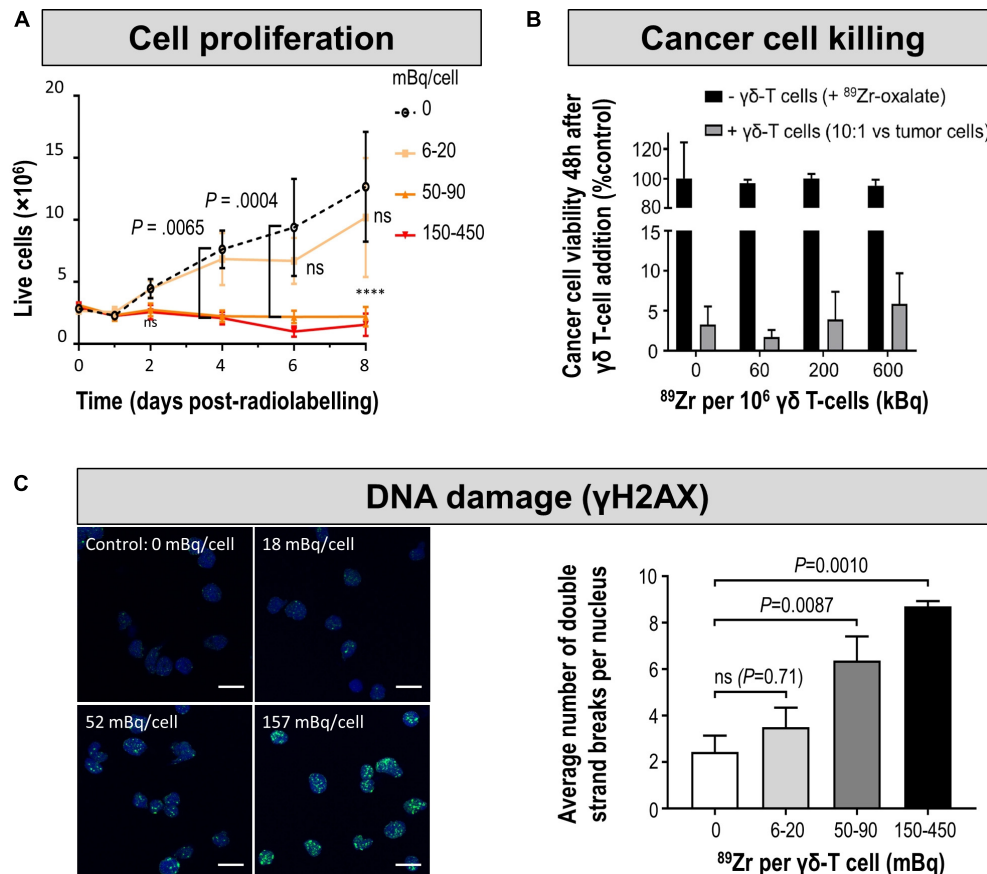 A
Cell proliferation
mBq/cell
0
6-20
50-90
150-450
20
15
10
5
0
Live cells (×10⁶)
P = .0065
P = .0004
ns
ns
ns
****
0
2
4
6
8
Time (days post-radiolabelling)
B
Cancer cell killing
- γδ-T cells (+ ⁸⁹Zr-oxalate)
+ γδ-T cells (10:1 vs tumor cells)
Cancer cell viability 48h after
γδ T-cell addition (%control)
120
100
80
15
10
5
0
0
60
200
600
⁸⁹Zr per 10⁶ γδ T-cells (kBq)
C
DNA damage (γH2AX)
Control: 0 mBq/cell
18 mBq/cell
52 mBq/cell
157 mBq/cell
Average number of double
strand breaks per nucleus
10
8
6
4
2
0
P=0.0010
P=0.0087
ns (P=0.71)
0
6-20
50-90
150-450
⁸⁹Zr per γδ-T cell (mBq)